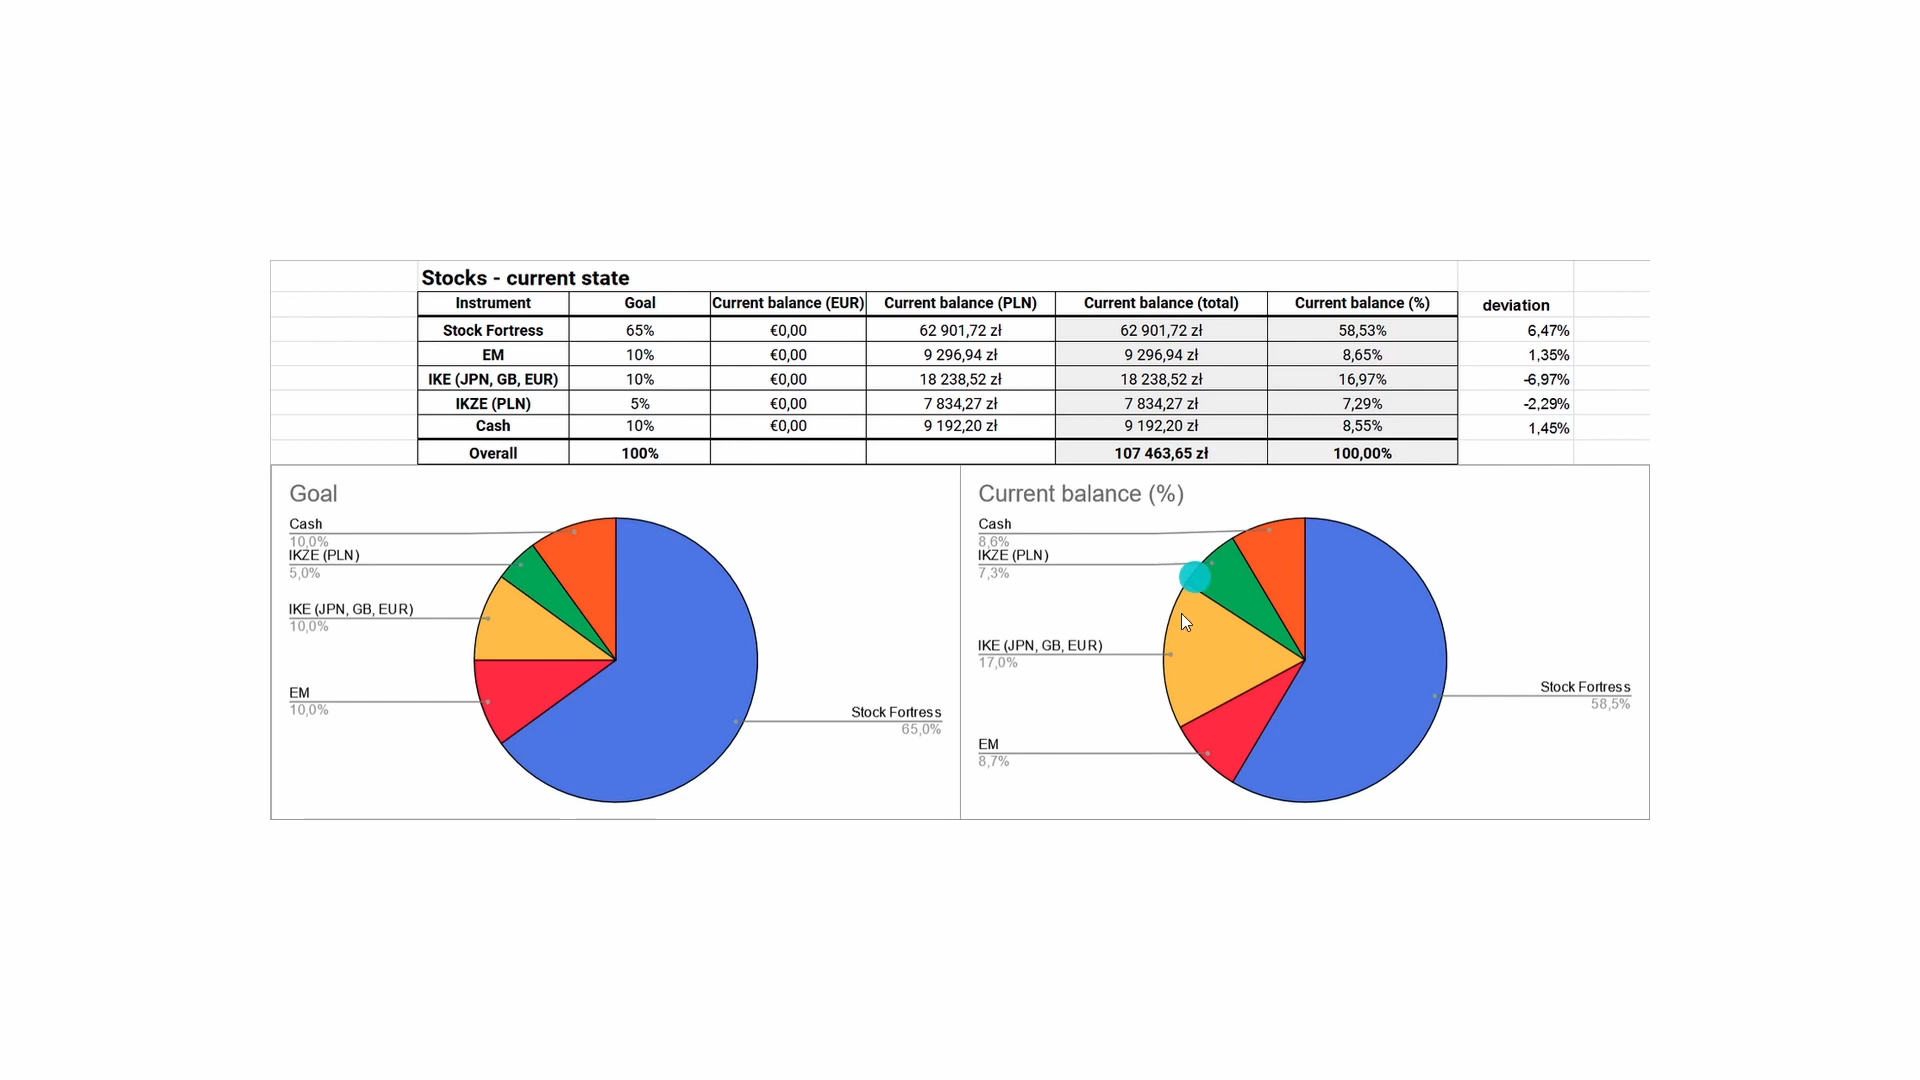 Stocks - current state
Instrument Goal Current balance (EUR) Current balance (PLN) Current balance (total) Current balance (%) deviation
Stock Fortress 65% €0,00 62 901,72 zł 62 901,72 zł 58,53% 6,47%
EM 10% €0,00 9 296,94 zł 9 296,94 zł 8,65% 1,35%
IKE (JPN, GB, EUR) 10% €0,00 18 238,52 zł 18 238,52 zł 16,97% -6,97%
IKZE (PLN) 5% €0,00 7 834,27 zł 7 834,27 zł 7,29% -2,29%
Cash 10% €0,00 9 192,20 zł 9 192,20 zł 8,55% 1,45%
Overall 100% 107 463,65 zł 100,00%
Goal
Cash
10,0%
IKZE (PLN)
5,0%
IKE (JPN, GB, EUR)
10,0%
EM
10,0%
Stock Fortress
65,0%
Current balance (%)
Cash
8,6%
IKZE (PLN)
7,3%
IKE (JPN, GB, EUR)
17,0%
Stock Fortress
58,5%
EM
8,7%